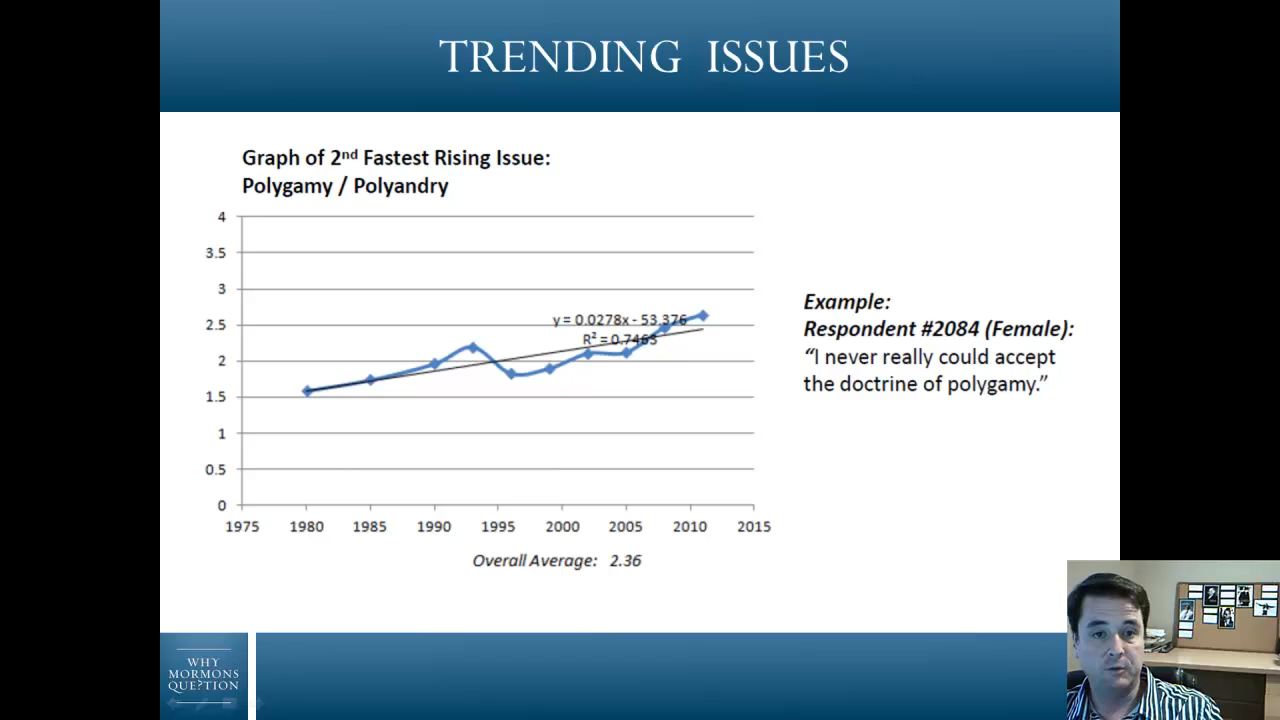 TRENDING ISSUES
Graph of 2nd Fastest Rising Issue:
Polygamy / Polyandry
4
3.5
3
2.5
2
1.5
1
0.5
0
y = 0.0278x - 53.376
R² = 0.7463
1975 1980 1985 1990 1995 2000 2005 2010 2015
Overall Average: 2.36
Example:
Respondent #2084 (Female):
“I never really could accept
the doctrine of polygamy.”
WHY
MORMONS
QUE?TION